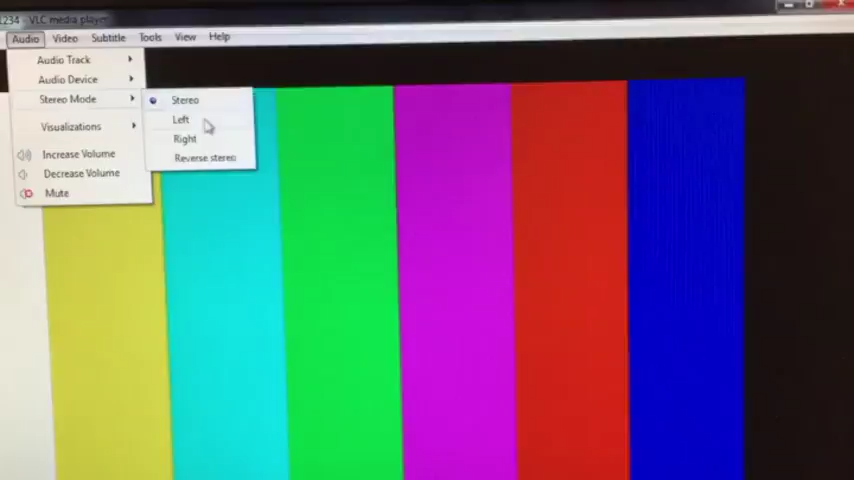 1234 - VLC media player
Audio Video Subtitle Tools View Help
Audio Track
Audio Device
Stereo Mode
Visualizations
Increase Volume
Decrease Volume
Mute
Stereo
Left
Right
Reverse stereo